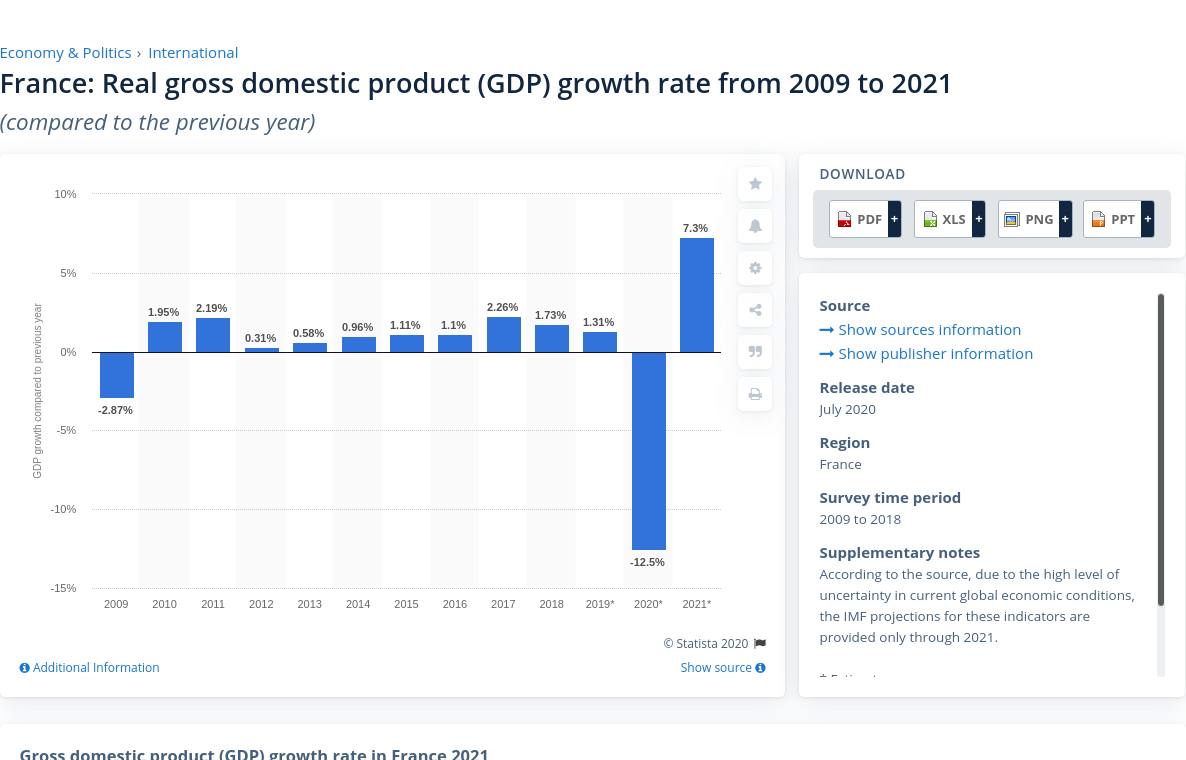 Economy & Politics › International
France: Real gross domestic product (GDP) growth rate from 2009 to 2021
(compared to the previous year)
GDP growth compared to previous year
10%
5%
0%
-5%
-10%
-15%
-2.87%
1.95%
2.19%
0.31%
0.58%
0.96%
1.11%
1.1%
2.26%
1.73%
1.31%
-12.5%
7.3%
2009 2010 2011 2012 2013 2014 2015 2016 2017 2018 2019* 2020* 2021*
© Statista 2020
Additional Information
Show source
DOWNLOAD
PDF + XLS + PNG + PPT +
Source
Show sources information
Show publisher information
Release date
July 2020
Region
France
Survey time period
2009 to 2018
Supplementary notes
According to the source, due to the high level of
uncertainty in current global economic conditions,
the IMF projections for these indicators are
provided only through 2021.
Gross domestic product (GDP) growth rate in France 2021